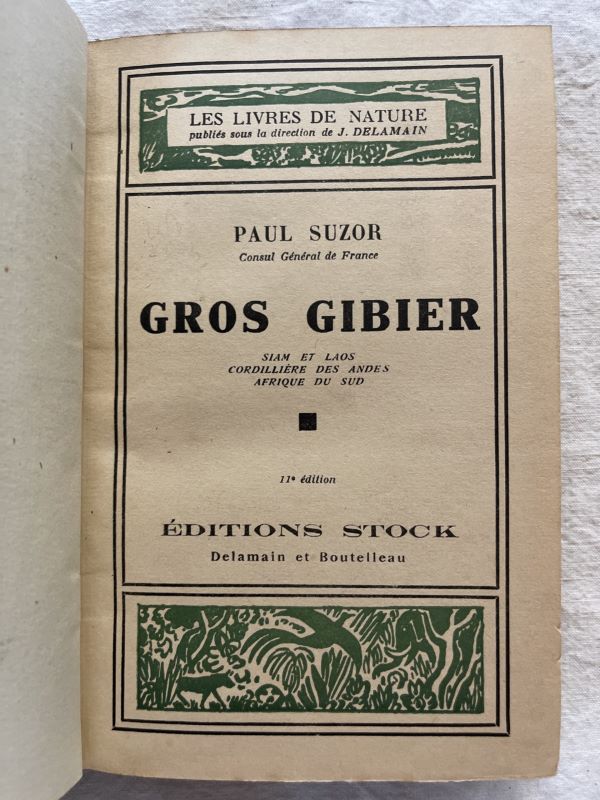 LES LIVRES DE NATURE
publiés sous la direction de J. DELAMAIN
PAUL SUZOR
Consul Général de France
GROS GIBIER
SIAM ET LAOS
CORDILLIÈRE DES ANDES
AFRIQUE DU SUD
11e édition
ÉDITIONS STOCK
Delamain et Boutelleau